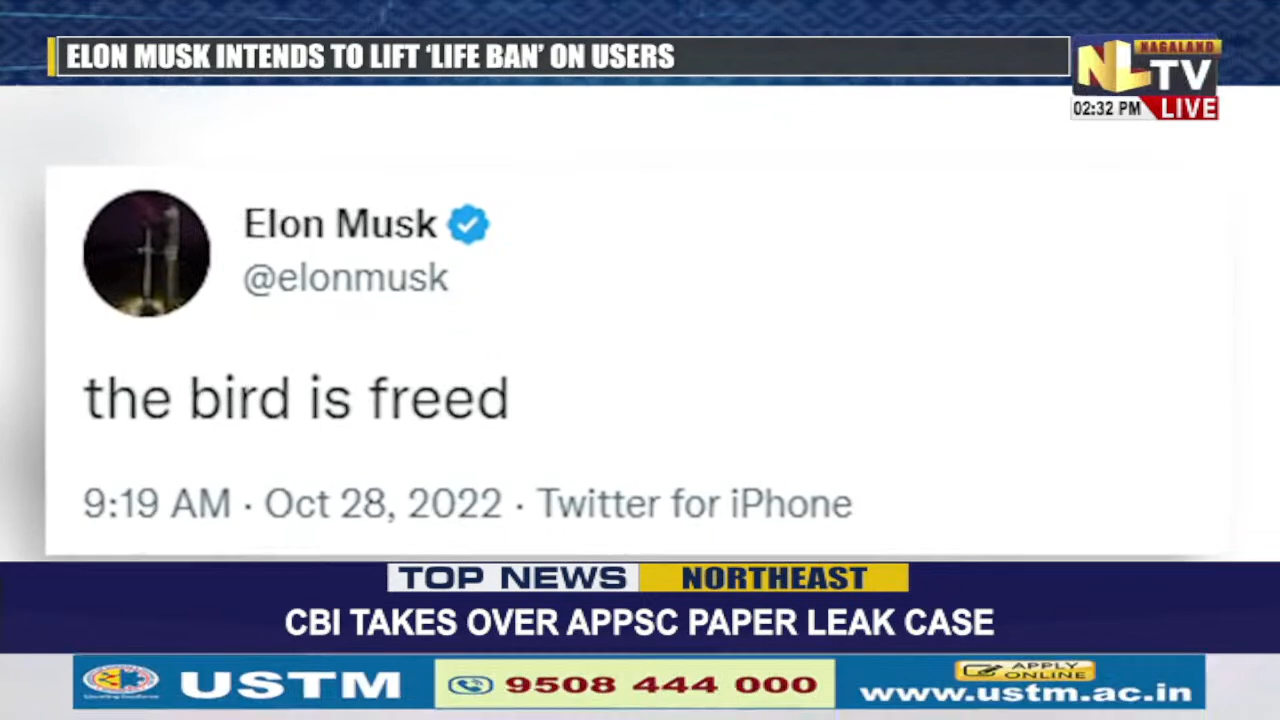 ELON MUSK INTENDS TO LIFT ‘LIFE BAN’ ON USERS
NAGALAND
NL TV
02:32 PM LIVE
Elon Musk
@elonmusk
the bird is freed
9:19 AM · Oct 28, 2022 · Twitter for iPhone
TOP NEWS NORTHEAST
CBI TAKES OVER APPSC PAPER LEAK CASE
USTM
9508 444 000
APPLY ONLINE
www.ustm.ac.in